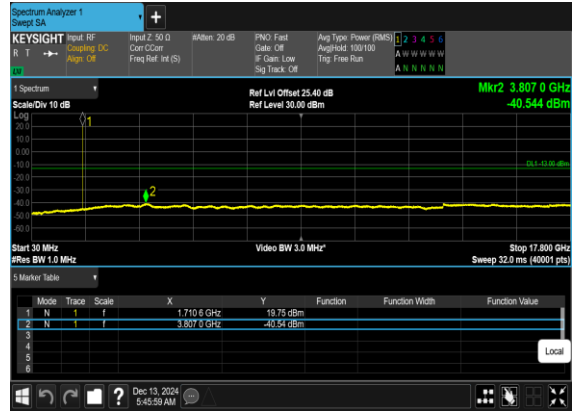 Spectrum Analyzer 1
Swept SA
+
KEYSIGHT Input: RF Input Z: 50 Ω #Atten: 20 dB PNO: Fast Avg Type: Power (RMS) 1 2 3 4 5 6
R T Coupling: DC Corr CCorr Gate: Off Avg|Hold: 100/100 A W W W W W
Align: Off Freq Ref: Int (S) IF Gain: Low Trig: Free Run
Sig Track: Off A N N N N N
1 Spectrum Ref Lvl Offset 25.40 dB Mkr2 3.807 0 GHz
Scale/Div 10 dB Ref Level 30.00 dBm -40.544 dBm
Log
1
20.0
10.0
0.00
-10.0
DL1 -13.00 dBm
-20.0
-30.0
2
-40.0
-50.0
-60.0
Start 30 MHz Video BW 3.0 MHz* Stop 17.800 GHz
#Res BW 1.0 MHz Sweep 32.0 ms (40001 pts)
5 Marker Table
Mode Trace Scale X Y Function Function Width Function Value
1 N 1 f 1.710 6 GHz 19.75 dBm
2 N 1 f 3.807 0 GHz -40.54 dBm
3
4
5
6
Local
? Dec 13, 2024
5:45:59 AM